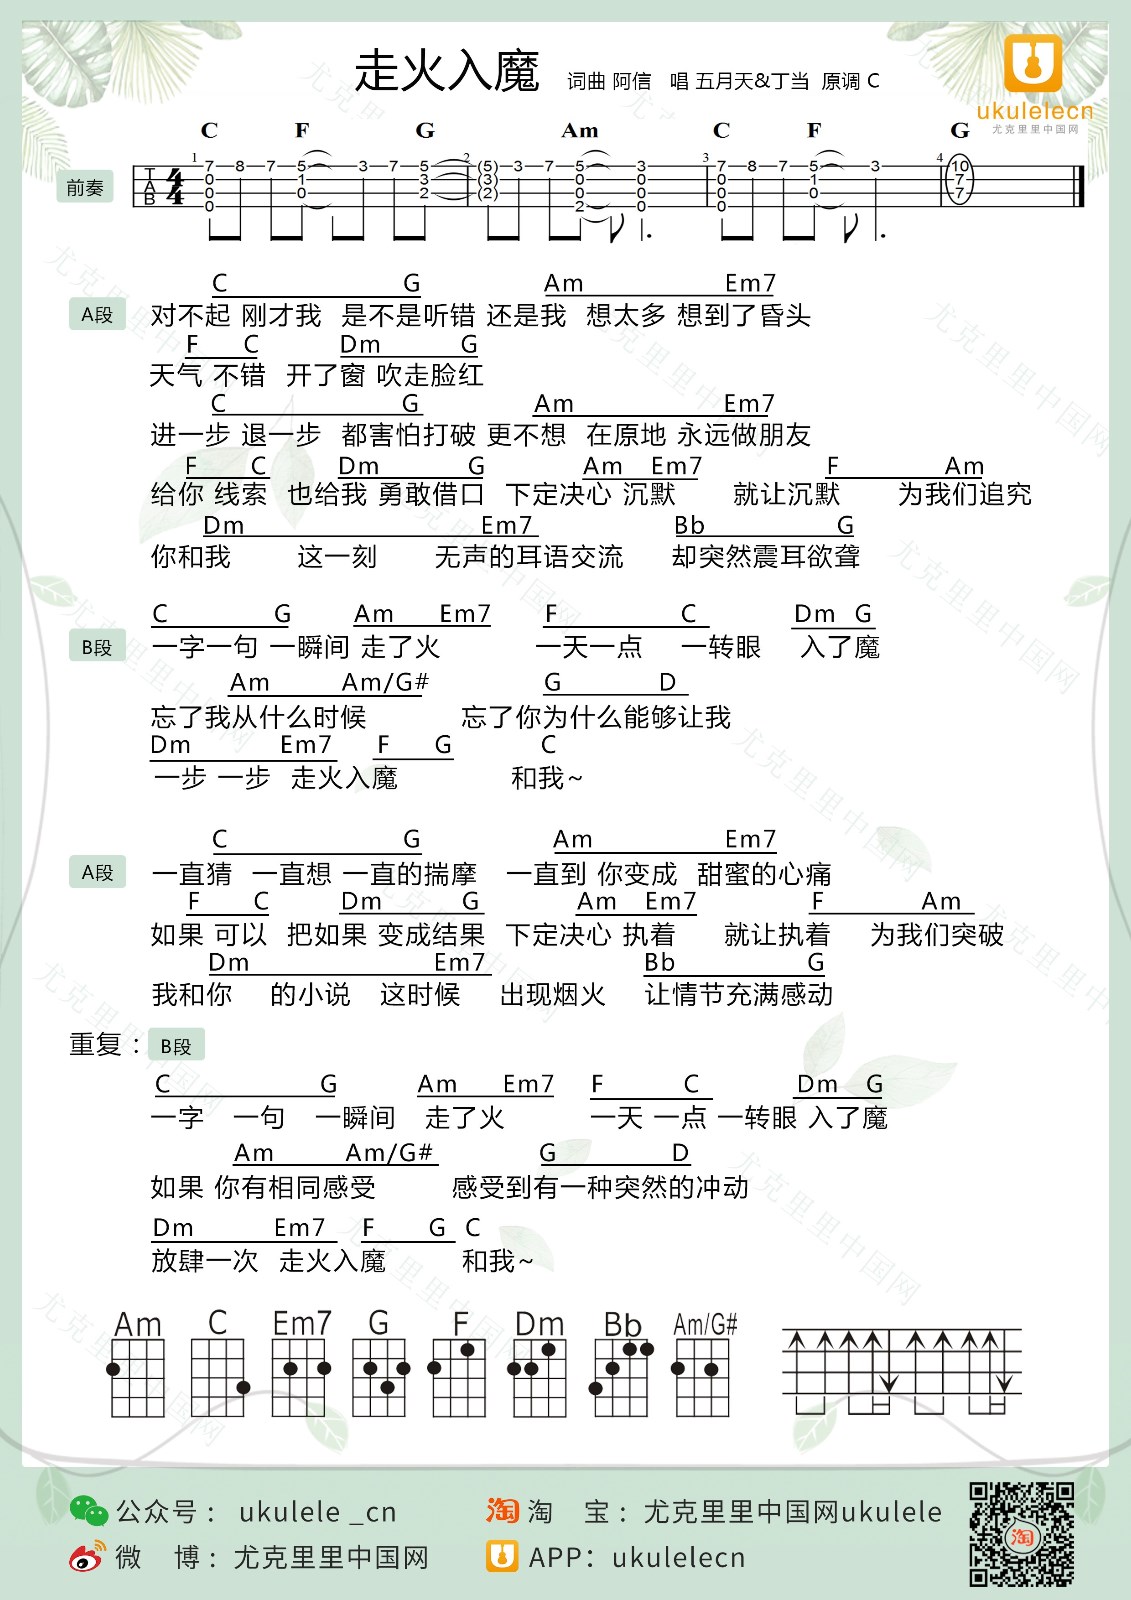 走火入魔 词曲 阿信 唱 五月天&丁当 原调 C
ukulelecn
尤克里里中国网
C F G Am C F G
前奏
1 7 8 7 5 3 7 5 2 (5) 3 7 5 3 3 7 8 7 5 3 4 10
T 4 0 1 3 (3) 0 0 0 1 7
A 4 0 0 2 (2) 0 0 0 0 7
B 0 2 0 0
C G Am Em7
A段 对不起 刚才我 是不是听错 还是我 想太多 想到了昏头
F C Dm G
天气 不错 开了窗 吹走脸红
C G Am Em7
进一步 退一步 都害怕打破 更不想 在原地 永远做朋友
F C Dm G Am Em7 F Am
给你 线索 也给我 勇敢借口 下定决心 沉默 就让沉默 为我们追究
Dm Em7 Bb G
你和我 这一刻 无声的耳语交流 却突然震耳欲聋
C G Am Em7 F C Dm G
B段 一字一句 一瞬间 走了火 一天一点 一转眼 入了魔
Am Am/G# G D
忘了我从什么时候 忘了你为什么能够让我
Dm Em7 F G C
一步 一步 走火入魔 和我~
C G Am Em7
A段 一直猜 一直想 一直的揣摩 一直到 你变成 甜蜜的心痛
F C Dm G Am Em7 F Am
如果 可以 把如果 变成结果 下定决心 执着 就让执着 为我们突破
Dm Em7 Bb G
我和你 的小说 这时候 出现烟火 让情节充满感动
重复： B段
C G Am Em7 F C Dm G
一字 一句 一瞬间 走了火 一天 一点 一转眼 入了魔
Am Am/G# G D
如果 你有相同感受 感受到有一种突然的冲动
Dm Em7 F G C
放肆一次 走火入魔 和我~
Am C Em7 G F Dm Bb Am/G#
公众号： ukulele _cn 淘 淘 宝：尤克里里中国网ukulele
微 博：尤克里里中国网 APP：ukulelecn
淘